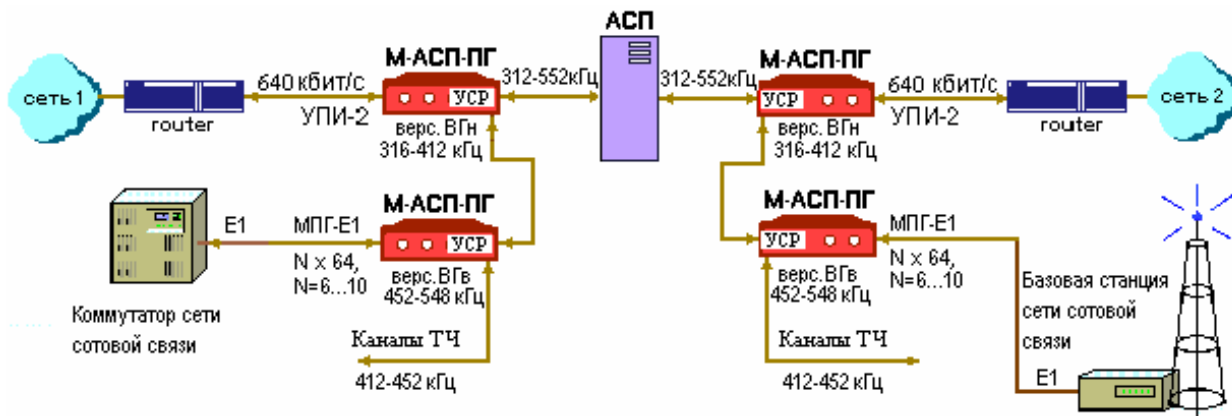 АСП
М-АСП-ПГ
М-АСП-ПГ
сеть 1
640 кбит/с
УСР
312-552кГц
312-552кГц
УСР
640 кбит/с
сеть 2
router
УПИ-2
верс. ВГн
316-412 кГц
верс. ВГн
316-412 кГц
УПИ-2
router
М-АСП-ПГ
М-АСП-ПГ
E1
МПГ-E1
УСР
УСР
МПГ-E1
N x 64,
N=6...10
верс.ВГв
452-548 кГц
верс.ВГв
452-548 кГц
N x 64,
N=6...10
Базовая станция
сети сотовой
связи
Коммутатор сети
сотовой связи
Каналы ТЧ
412-452 кГц
Каналы ТЧ
412-452 кГц
E1